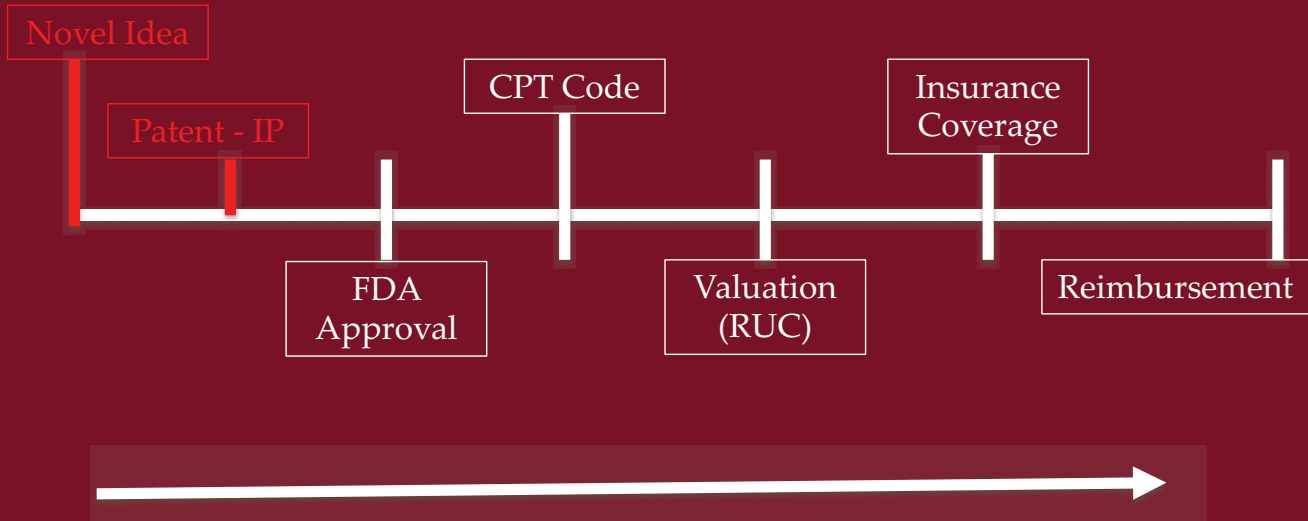 Novel Idea
Patent - IP
FDA
Approval
CPT Code
Valuation
(RUC)
Insurance
Coverage
Reimbursement